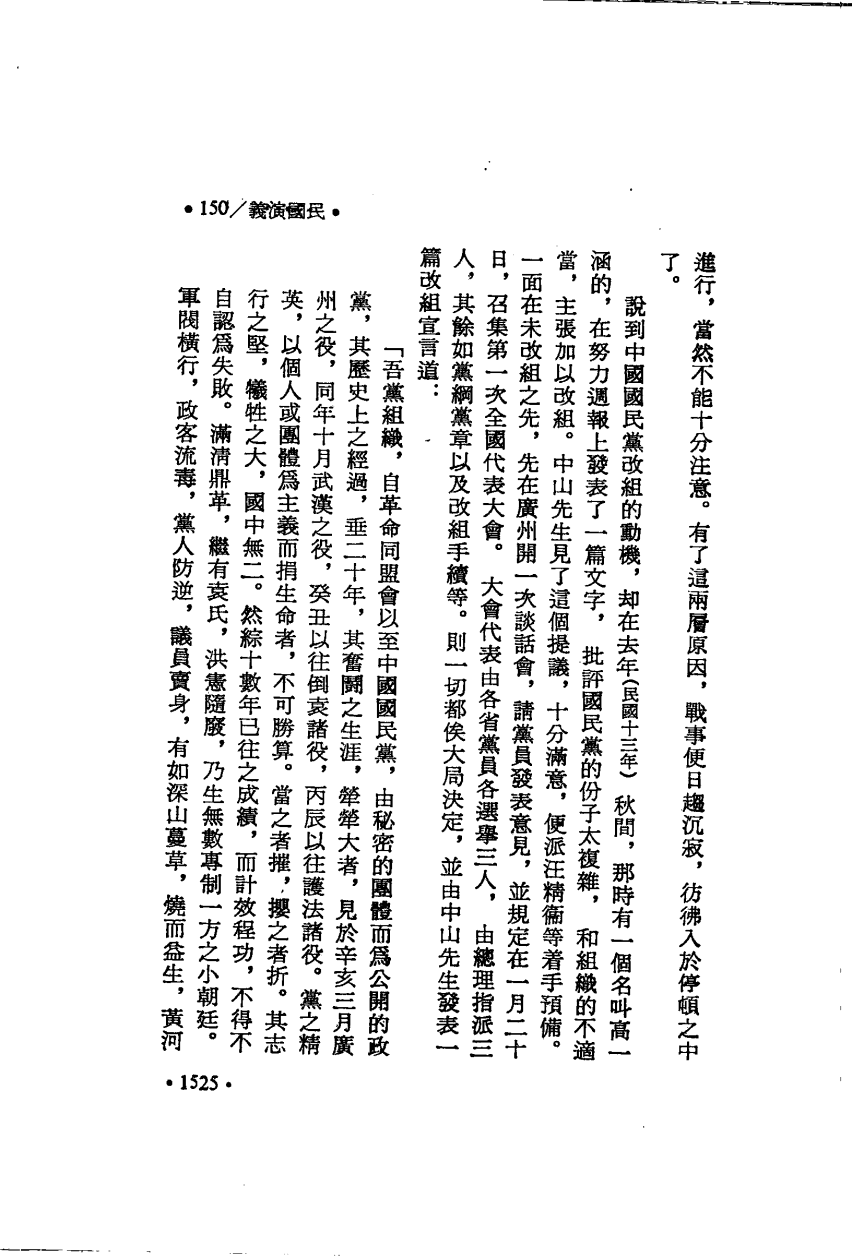 •150／義演國民•
進行，當然不能十分注意。有了這兩層原因，戰事便日趨沉寂，彷彿入於停頓之中
了。
說到中國國民黨改組的動機，却在去年(民國十三年）秋間，那時有一個名叫高一
涵的，在努力週報上發表了一篇文字，批評國民黨的份子太複雜，和組織的不適
當，主張加以改組。中山先生見了這個提議，十分滿意，便派汪精衞等着手預備。
一面在未改組之先，先在廣州開一次談話會，請黨員發表意見，並規定在一月二十
日，召集第一次全國代表大會。大會代表由各省黨員各選舉三人，由總理指派三
人，其餘如黨綱黨章以及改組手續等。則一切都俟大局決定，並由中山先生發表一
篇改組宣言道：
「吾黨組織，自革命同盟會以至中國國民黨，由秘密的團體而爲公開的政
黨，其歷史上之經過，垂二十年，其奮鬭之生涯，犖犖大者，見於辛亥三月廣
州之役，同年十月武漢之役，癸丑以往倒袁諸役，丙辰以往護法諸役。黨之精
英，以個人或團體爲主義而捐生命者，不可勝算。當之者摧，攖之者折。其志
行之堅，犧牲之大，國中無二。然綜十數年已往之成績，而計效程功，不得不
自認爲失敗。滿清鼎革，繼有袁氏，洪憲隨廢，乃生無數專制一方之小朝廷。
軍閥橫行，政客流毒，黨人防逆，議員賣身，有如深山蔓草，燒而益生，黃河
•1525•